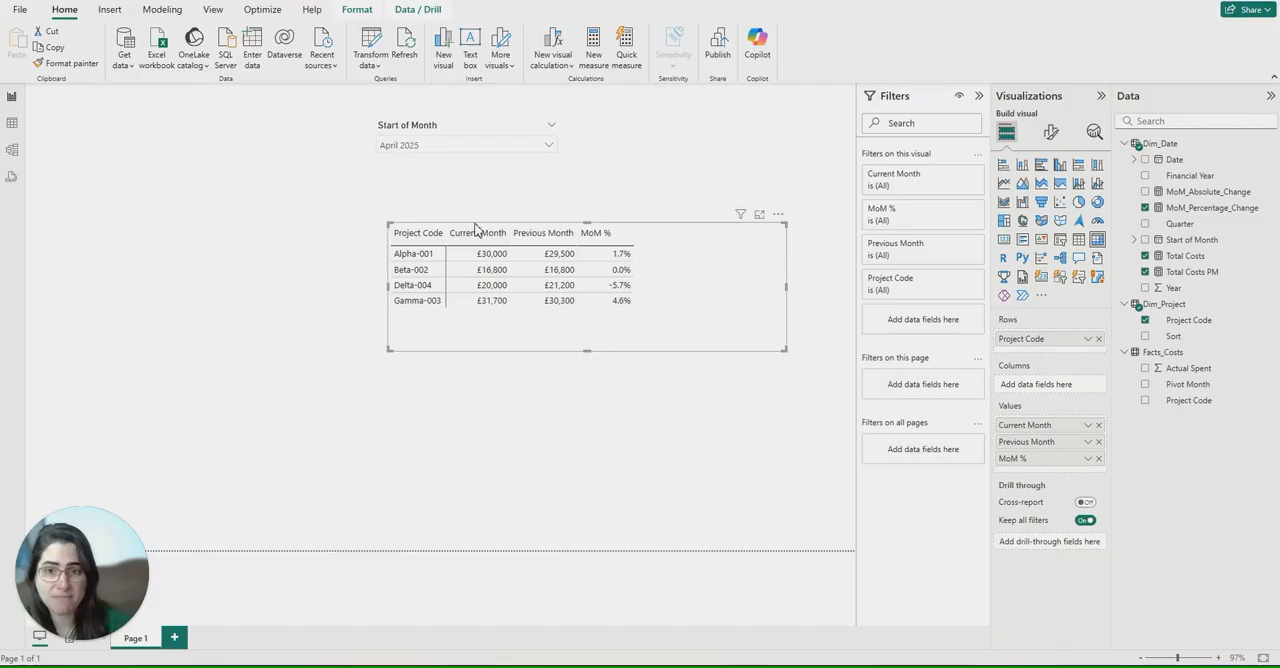 File Home Insert Modeling View Optimize Help Format Data / Drill Share
Paste Cut
Copy
Format painter
Clipboard
Get data Excel workbook OneLake catalog SQL Server Enter data Dataverse Recent sources
Data
Transform data Refresh
Queries
New visual Text box More visuals
Insert
New visual calculation New measure Quick measure
Calculations
Sensitivity
Sensitivity
Publish
Share
Copilot
Copilot
Start of Month
April 2025
Project Code Current Month Previous Month MoM %
Alpha-001 £30,000 £29,500 1.7%
Beta-002 £16,800 £16,800 0.0%
Delta-004 £20,000 £21,200 -5.7%
Gamma-003 £31,700 £30,300 4.6%
Filters
Search
Filters on this visual
Current Month
is (All)
MoM %
is (All)
Previous Month
is (All)
Project Code
is (All)
Add data fields here
Filters on this page
Add data fields here
Filters on all pages
Add data fields here
Visualizations
Build visual
Rows
Project Code
Columns
Add data fields here
Values
Current Month
Previous Month
MoM %
Drill through
Cross-report Off
Keep all filters On
Add drill-through fields here
Data
Search
Dim_Date
Date
Financial Year
MoM_Absolute_Change
MoM_Percentage_Change
Quarter
Start of Month
Total Costs
Total Costs PM
Year
Dim_Project
Project Code
Sort
Facts_Costs
Actual Spent
Pivot Month
Project Code
Page 1
Page 1 of 1
97%